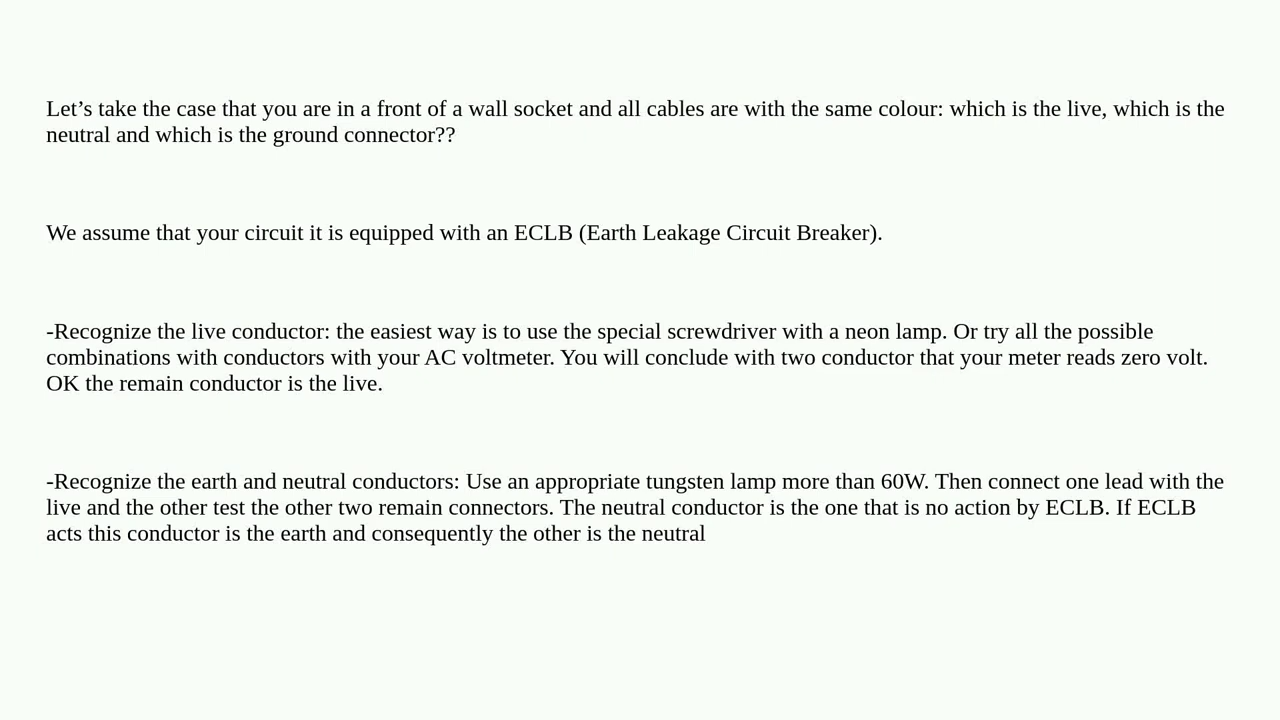 Let’s take the case that you are in a front of a wall socket and all cables are with the same colour: which is the live, which is the
neutral and which is the ground connector??
We assume that your circuit it is equipped with an ECLB (Earth Leakage Circuit Breaker).
-Recognize the live conductor: the easiest way is to use the special screwdriver with a neon lamp. Or try all the possible
combinations with conductors with your AC voltmeter. You will conclude with two conductor that your meter reads zero volt.
OK the remain conductor is the live.
-Recognize the earth and neutral conductors: Use an appropriate tungsten lamp more than 60W. Then connect one lead with the
live and the other test the other two remain connectors. The neutral conductor is the one that is no action by ECLB. If ECLB
acts this conductor is the earth and consequently the other is the neutral